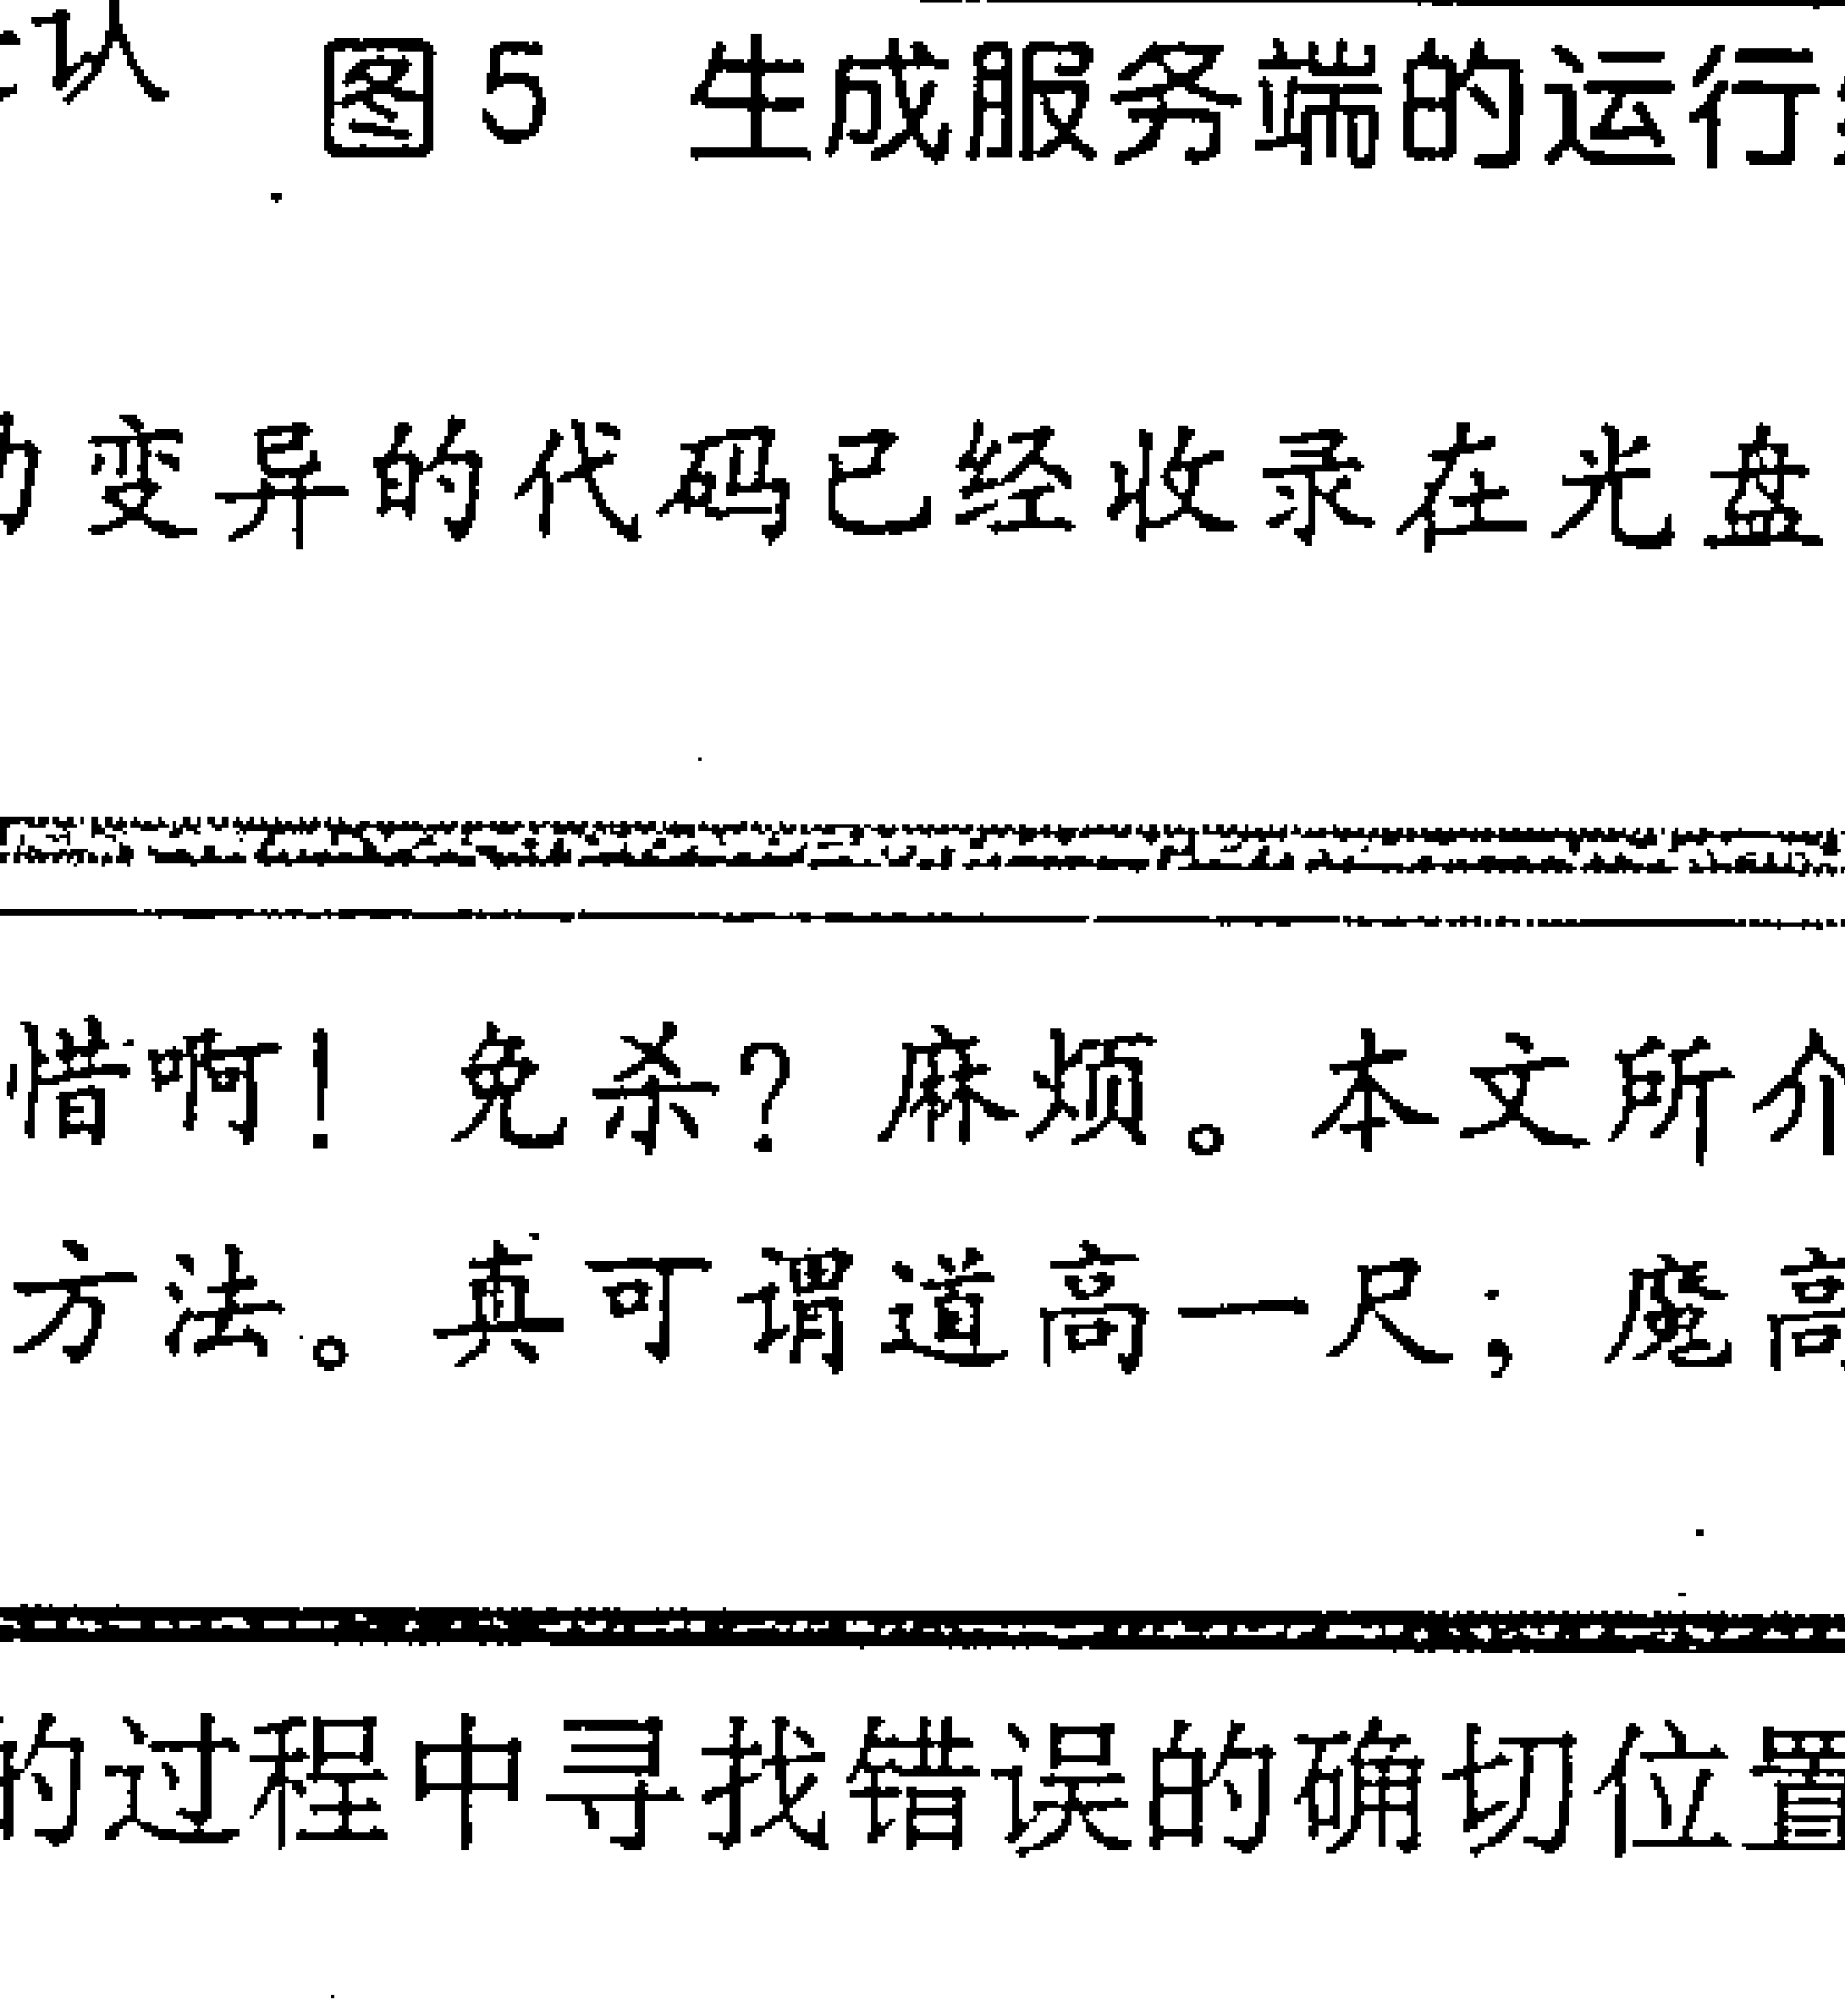 认 图5 生成服务端的运行
变异的代码已经收录在光盘
惜啊！免杀？麻烦。本文所介
方法。真可谓道高一尺；魔高
的过程中寻找错误的确切位置